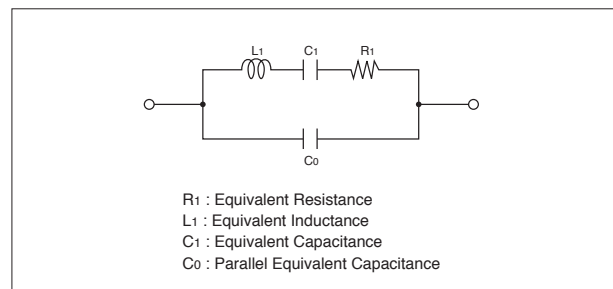 L1 C1 R1
C0
R1 : Equivalent Resistance
L1 : Equivalent Inductance
C1 : Equivalent Capacitance
C0 : Parallel Equivalent Capacitance